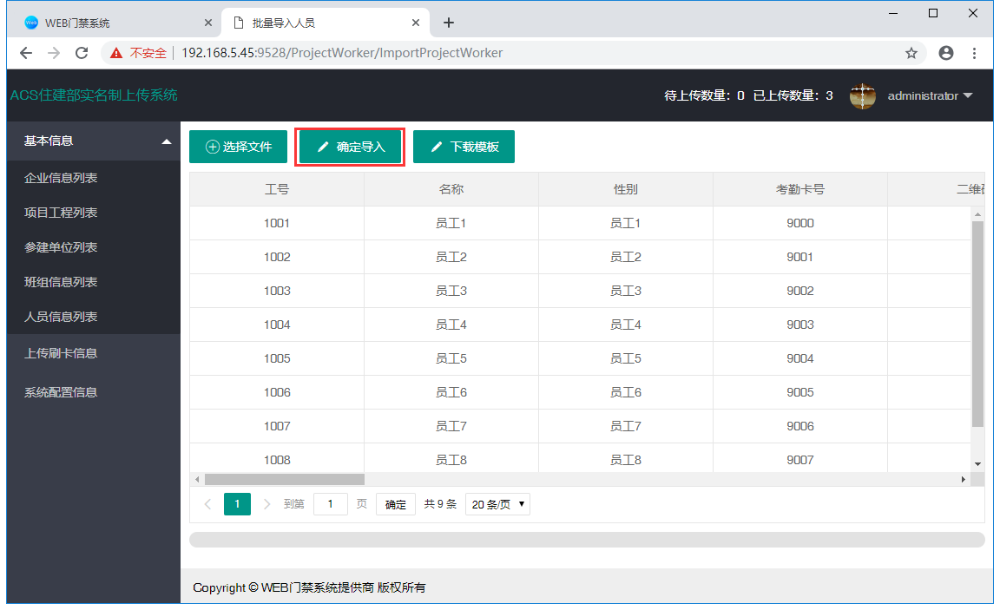 WEB门禁系统
批量导入人员
不安全
192.168.5.45:9528/ProjectWorker/ImportProjectWorker
ACS住建部实名制上传系统
待上传数量：0 已上传数量：3
administrator
基本信息
企业信息列表
项目工程列表
参建单位列表
班组信息列表
人员信息列表
上传刷卡信息
系统配置信息
选择文件 确定导入 下载模板
工号 名称 性别 考勤卡号 二维
1001 员工1 员工1 9000
1002 员工2 员工2 9001
1003 员工3 员工3 9002
1004 员工4 员工4 9003
1005 员工5 员工5 9004
1006 员工6 员工6 9005
1007 员工7 员工7 9006
1008 员工8 员工8 9007
1 到第 1 页 确定 共 9 条 20 条/页
Copyright © WEB门禁系统提供商 版权所有